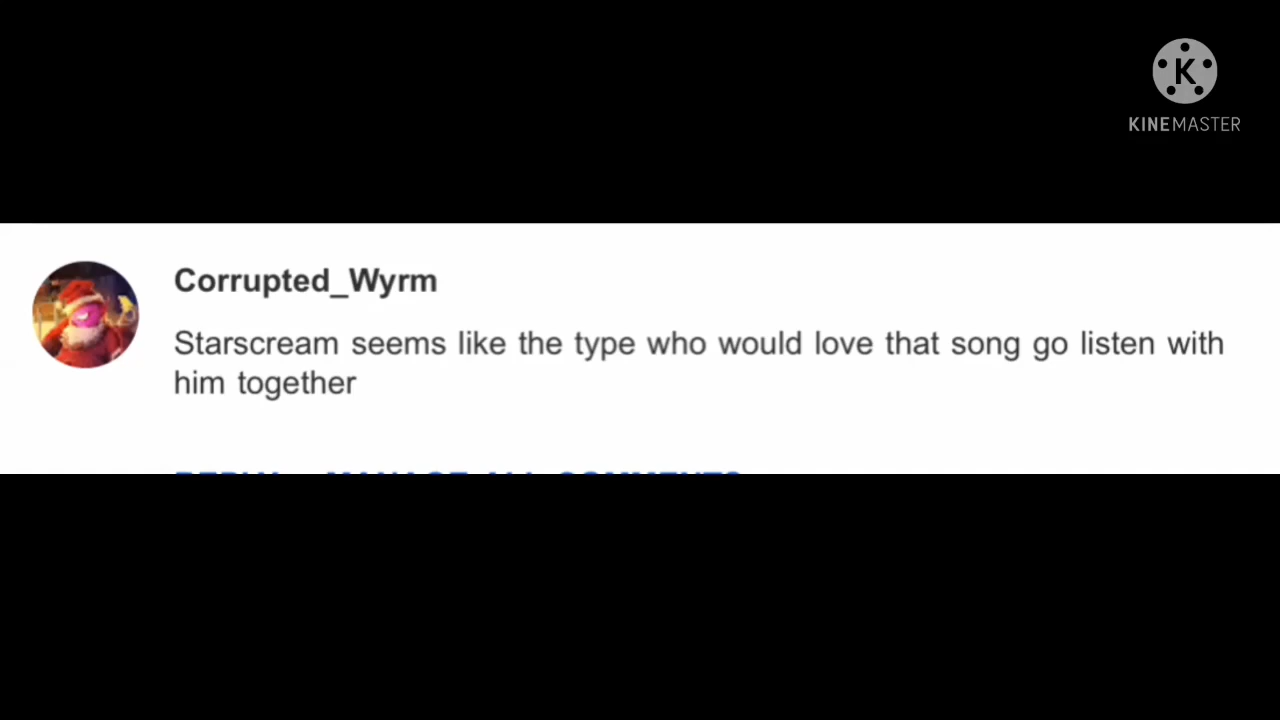 K
KINEMASTER
Corrupted_Wyrm
Starscream seems like the type who would love that song go listen with
him together